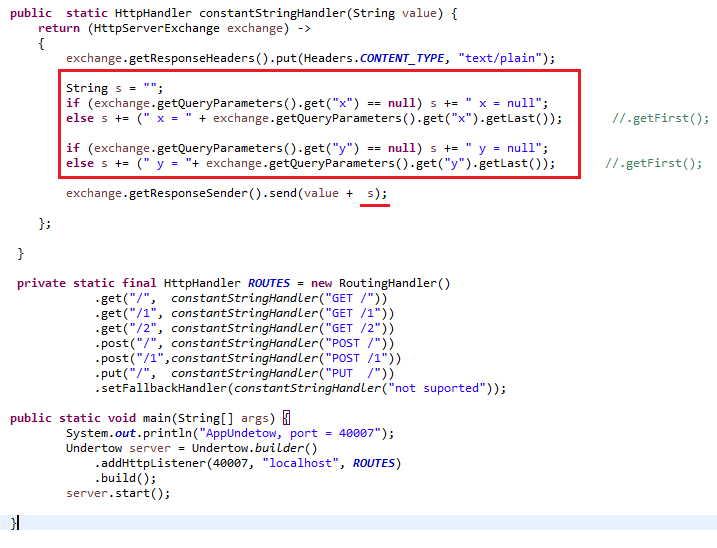 public  static HttpHandler constantStringHandler(String value) {
    return (HttpServerExchange exchange) ->
    {
        exchange.getResponseHeaders().put(Headers.CONTENT_TYPE, "text/plain");
        String s = "";
        if (exchange.getQueryParameters().get("x") == null) s += " x = null";
        else s += (" x = " + exchange.getQueryParameters().get("x").getLast());       //.getFirst();
        if (exchange.getQueryParameters().get("y") == null) s += " y = null";
        else s += (" y = "+ exchange.getQueryParameters().get("y").getLast());       //.getFirst();
        exchange.getResponseSender().send(value +  s);
    };
 }
 private static final HttpHandler ROUTES = new RoutingHandler()
            .get("/",  constantStringHandler("GET /"))
            .get("/1", constantStringHandler("GET /1"))
            .get("/2", constantStringHandler("GET /2"))
            .post("/", constantStringHandler("POST /"))
            .post("/1",constantStringHandler("POST /1"))
            .put("/",  constantStringHandler("PUT  /"))
            .setFallbackHandler(constantStringHandler("not suported"));
public static void main(String[] args) {
        System.out.println("AppUndetow, port = 40007");
        Undertow server = Undertow.builder()
            .addHttpListener(40007, "localhost", ROUTES)
            .build();
        server.start();
}